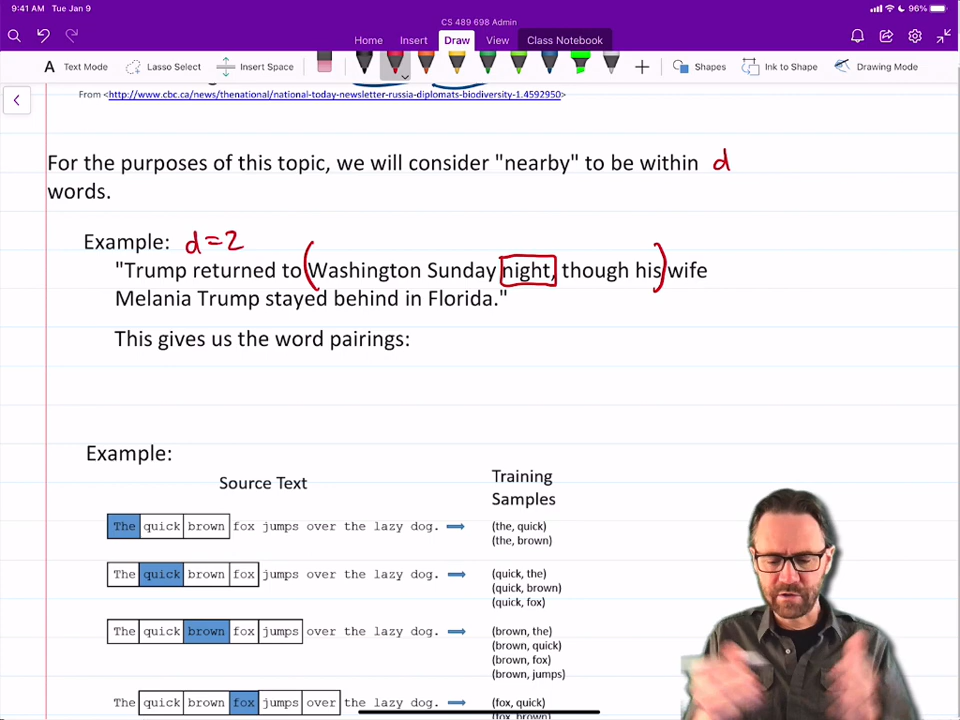 9:41 AM Tue Jan 9
96%
CS 489 698 Admin
Home Insert Draw View Class Notebook
A Text Mode Lasso Select Insert Space + Shapes Ink to Shape Drawing Mode
From <http://www.cbc.ca/news/thenational/national-today-newsletter-russia-diplomats-biodiversity-1.4592950>
For the purposes of this topic, we will consider "nearby" to be within d
words.
Example: d=2
"Trump returned to (Washington Sunday night, though his) wife
Melania Trump stayed behind in Florida."
This gives us the word pairings:
Example:
Source Text
Training
Samples
The quick brown fox jumps over the lazy dog.
(the, quick)
(the, brown)
The quick brown fox jumps over the lazy dog.
(quick, the)
(quick, brown)
(quick, fox)
The quick brown fox jumps over the lazy dog.
(brown, the)
(brown, quick)
(brown, fox)
(brown, jumps)
The quick brown fox jumps over the lazy dog.
(fox, quick)
(fox, brown)